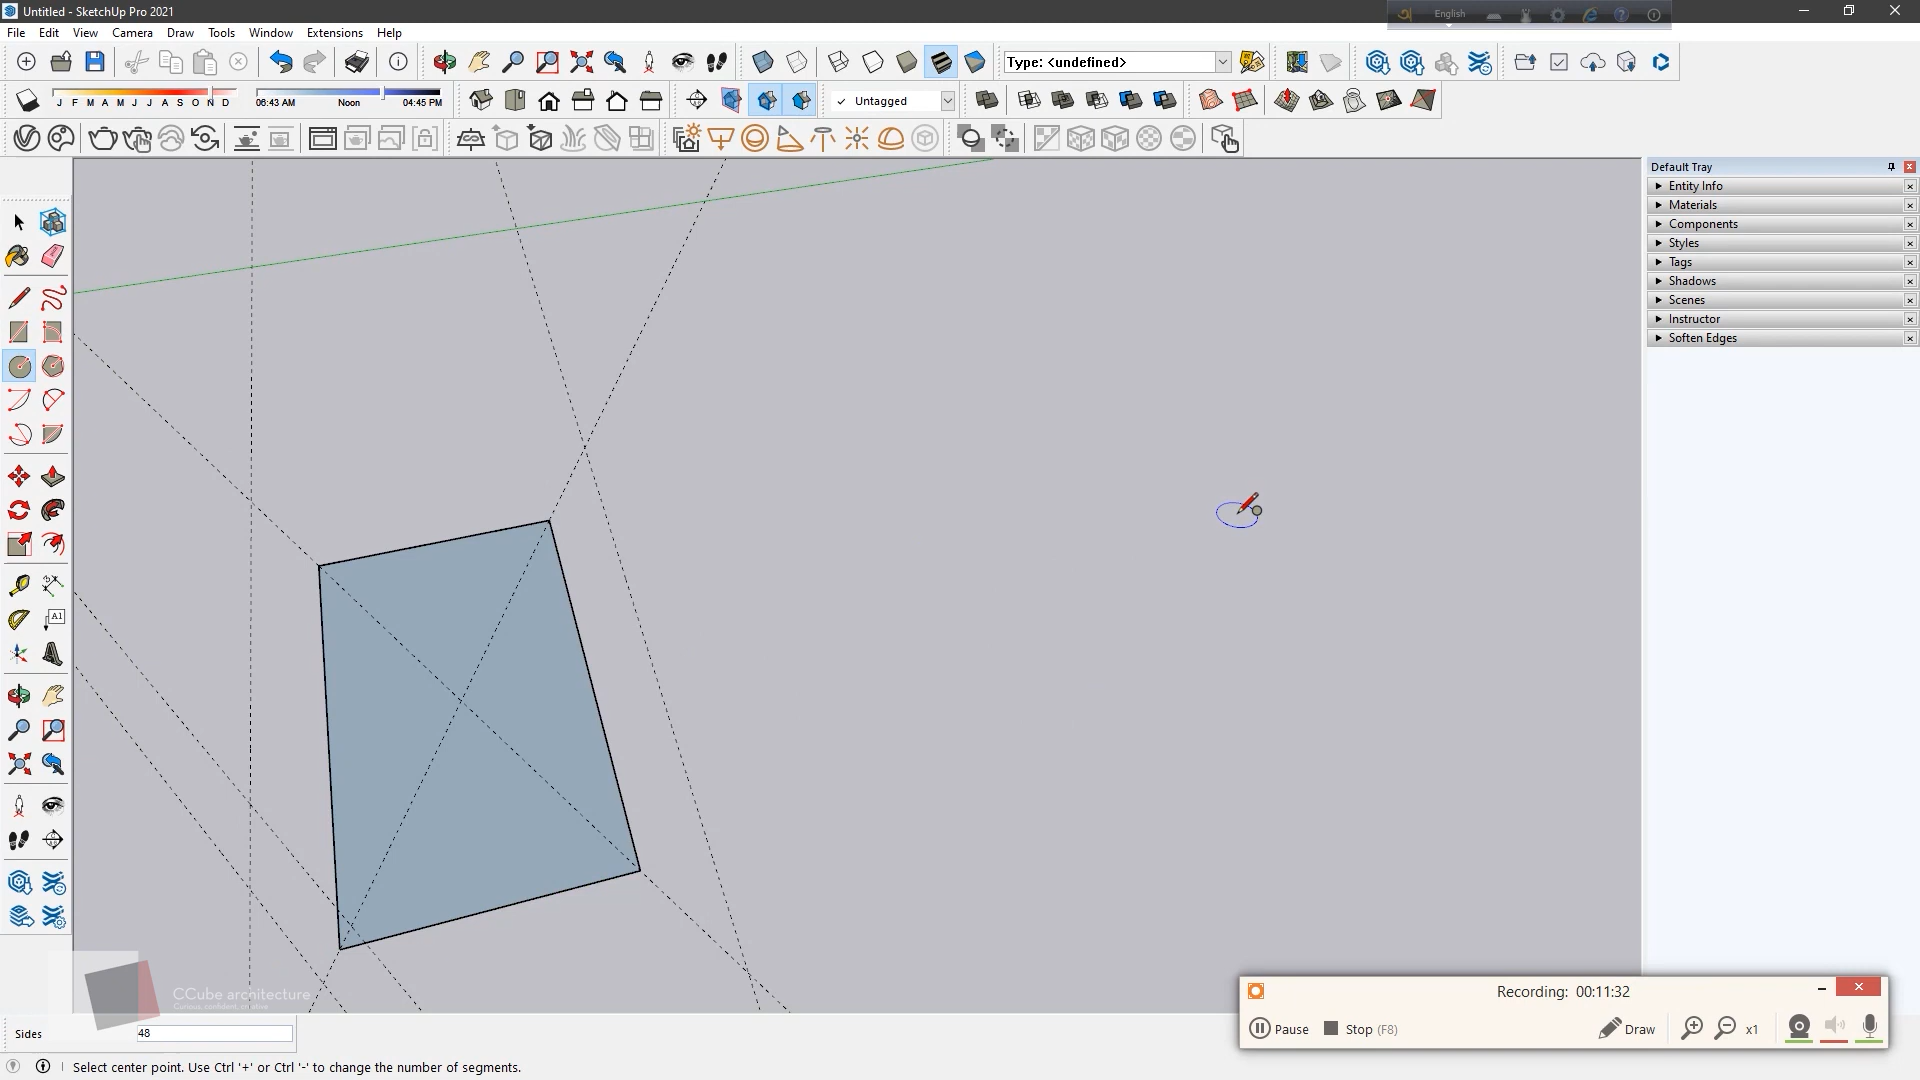 Untitled - SketchUp Pro 2021
English
File Edit View Camera Draw Tools Window Extensions Help
Type: <undefined>
J F M A M J J A S O N D
06:43 AM Noon 04:45 PM
Untagged
Default Tray
Entity Info
Materials
Components
Styles
Tags
Shadows
Scenes
Instructor
Soften Edges
A1
CCube architecture
Recording: 00:11:32
Pause Stop (F8) Draw x1
Sides 48
Select center point. Use Ctrl '+' or Ctrl '-' to change the number of segments.